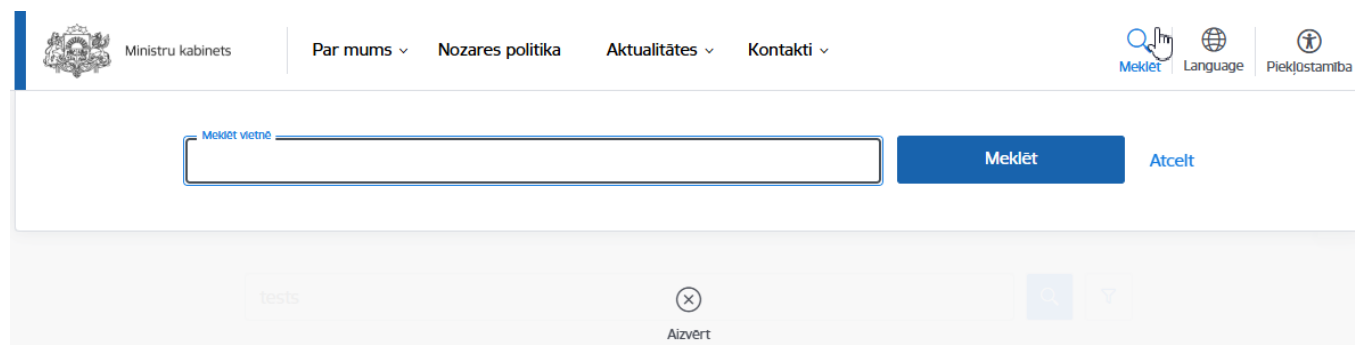 Ministru kabinets
Par mums
Nozares politika
Aktualitātes
Kontakti
Meklēt
Language
Piekļūstamība
Meklēt vietnē
Meklēt
Atcelt
tests
Aizvērt